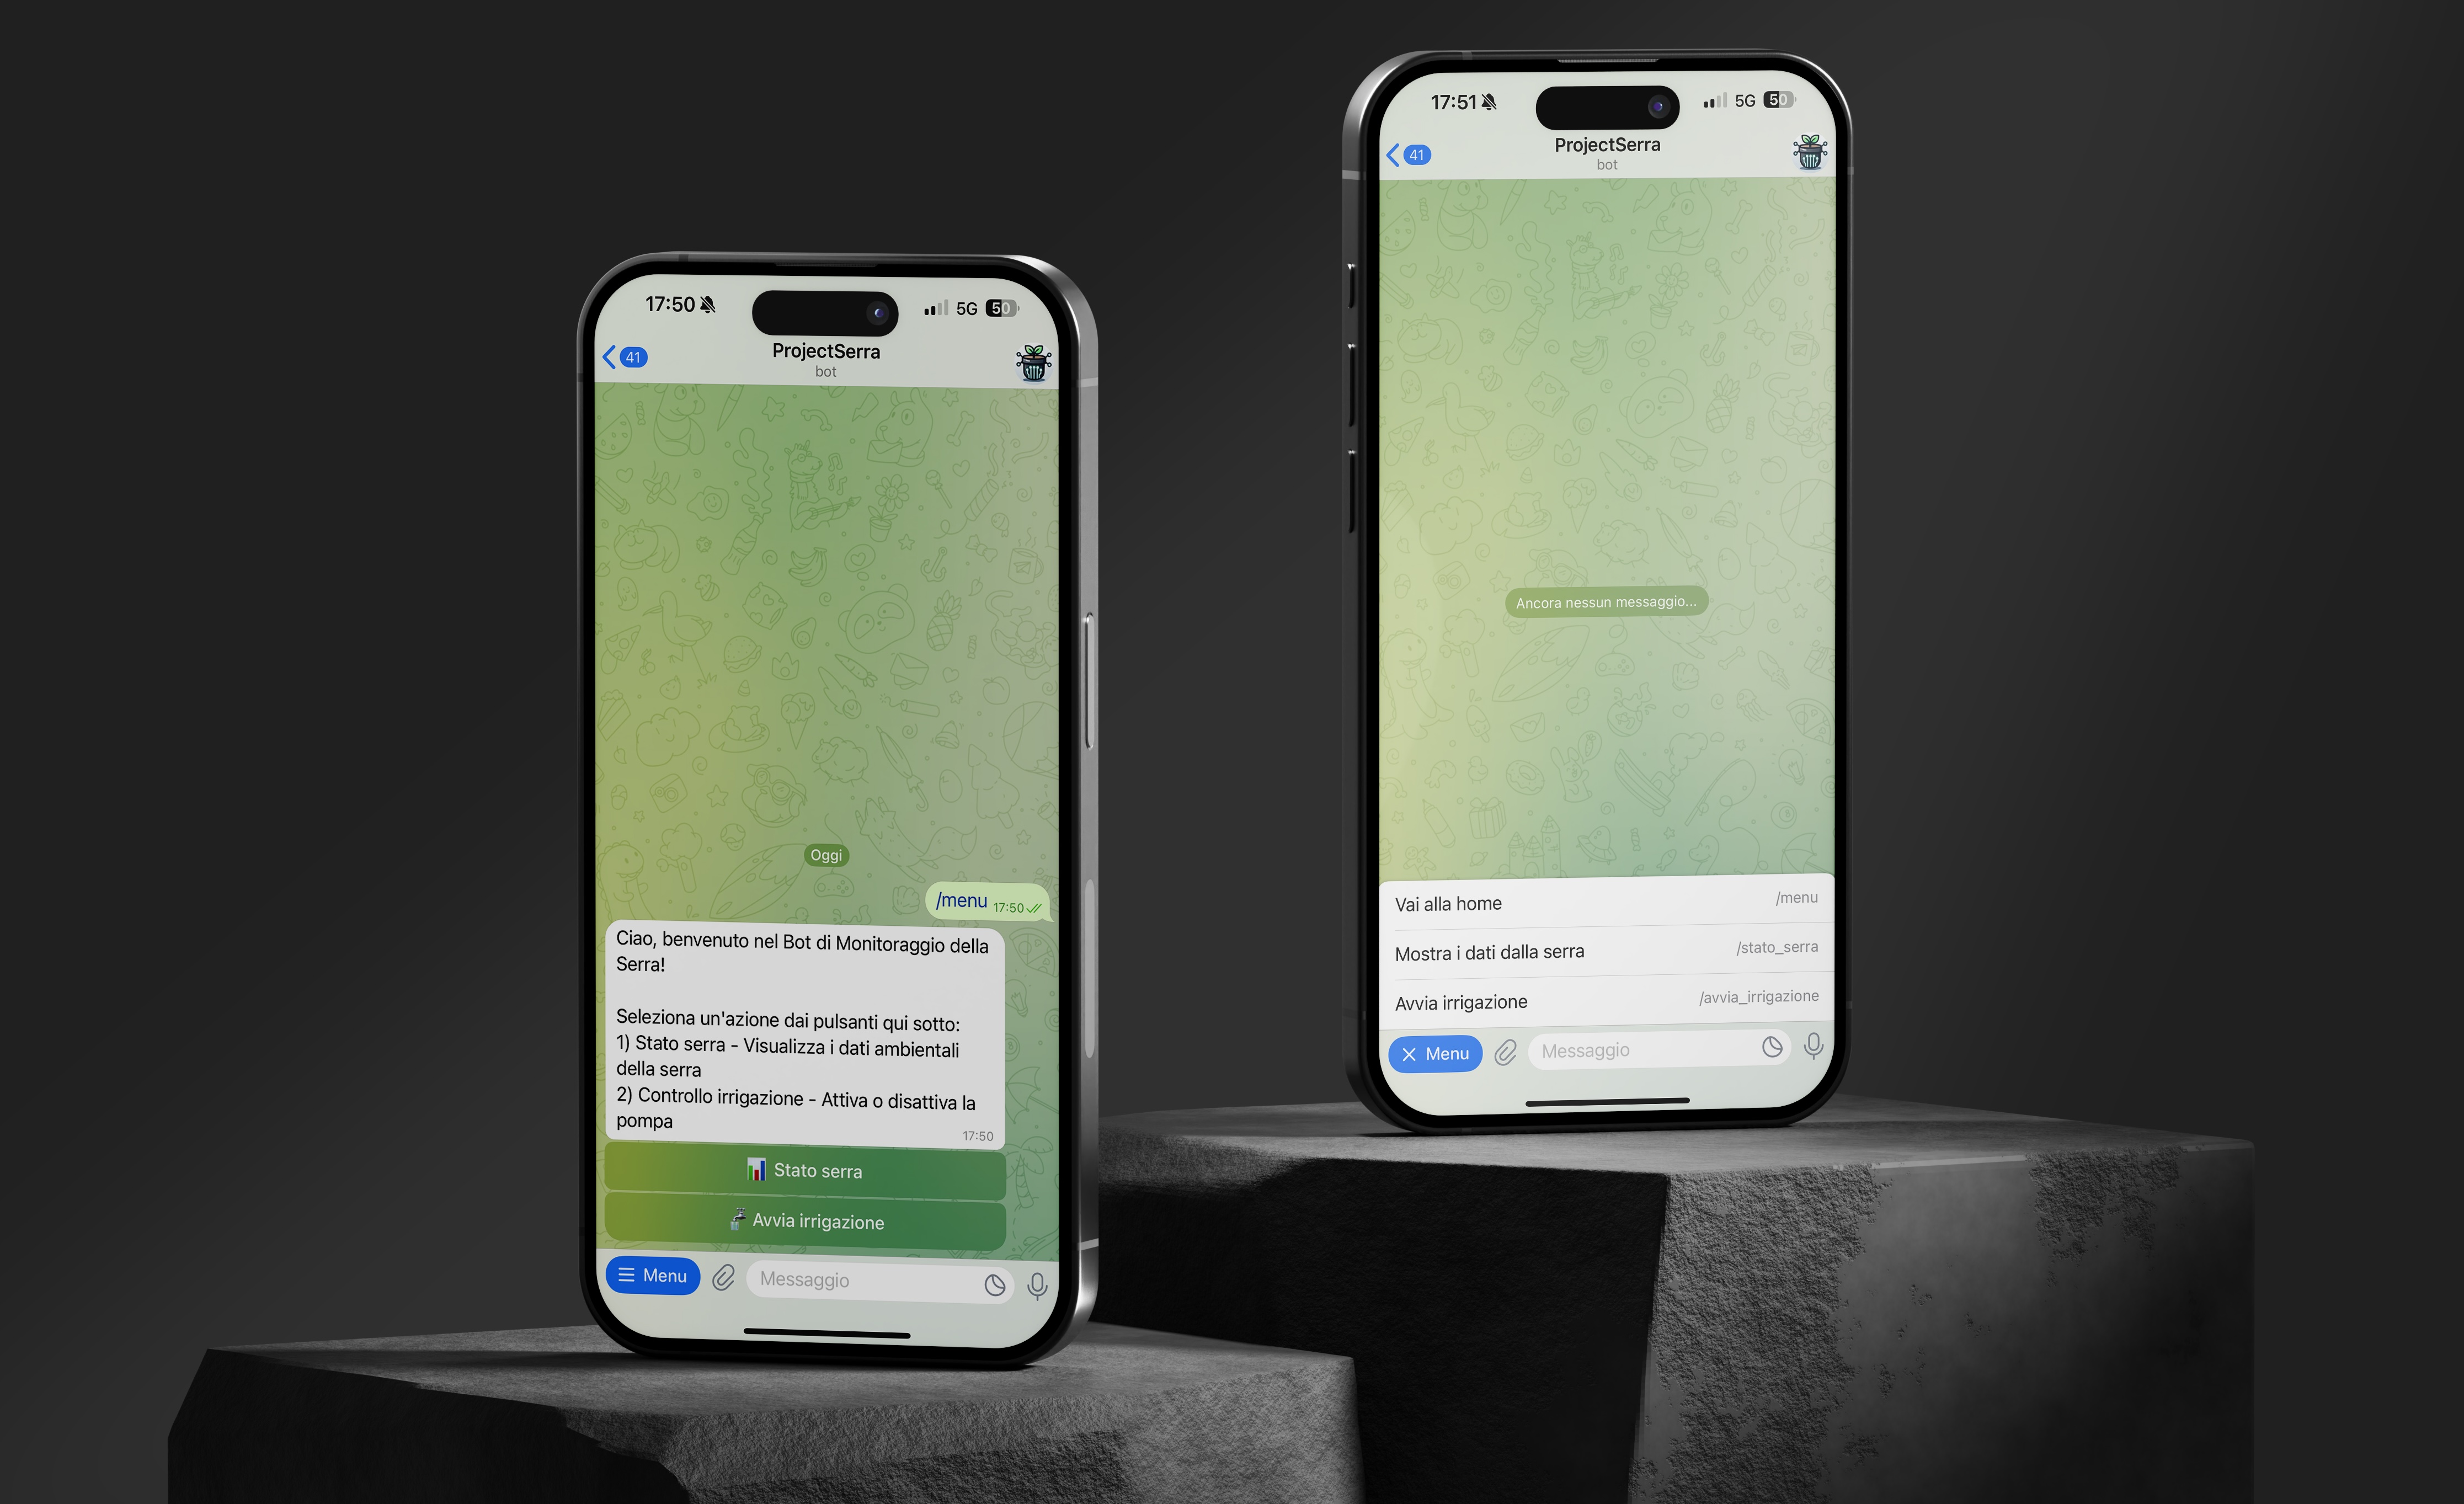 17:50
5G
50
41
ProjectSerra
bot
Oggi
/menu 17:50
Ciao, benvenuto nel Bot di Monitoraggio della
Serra!
Seleziona un'azione dai pulsanti qui sotto:
1) Stato serra - Visualizza i dati ambientali
della serra
2) Controllo irrigazione - Attiva o disattiva la
pompa
17:50
Stato serra
Avvia irrigazione
Menu
Messaggio
17:51
5G
50
41
ProjectSerra
bot
Ancora nessun messaggio...
Vai alla home /menu
Mostra i dati dalla serra /stato_serra
Avvia irrigazione /avvia_irrigazione
Menu
Messaggio